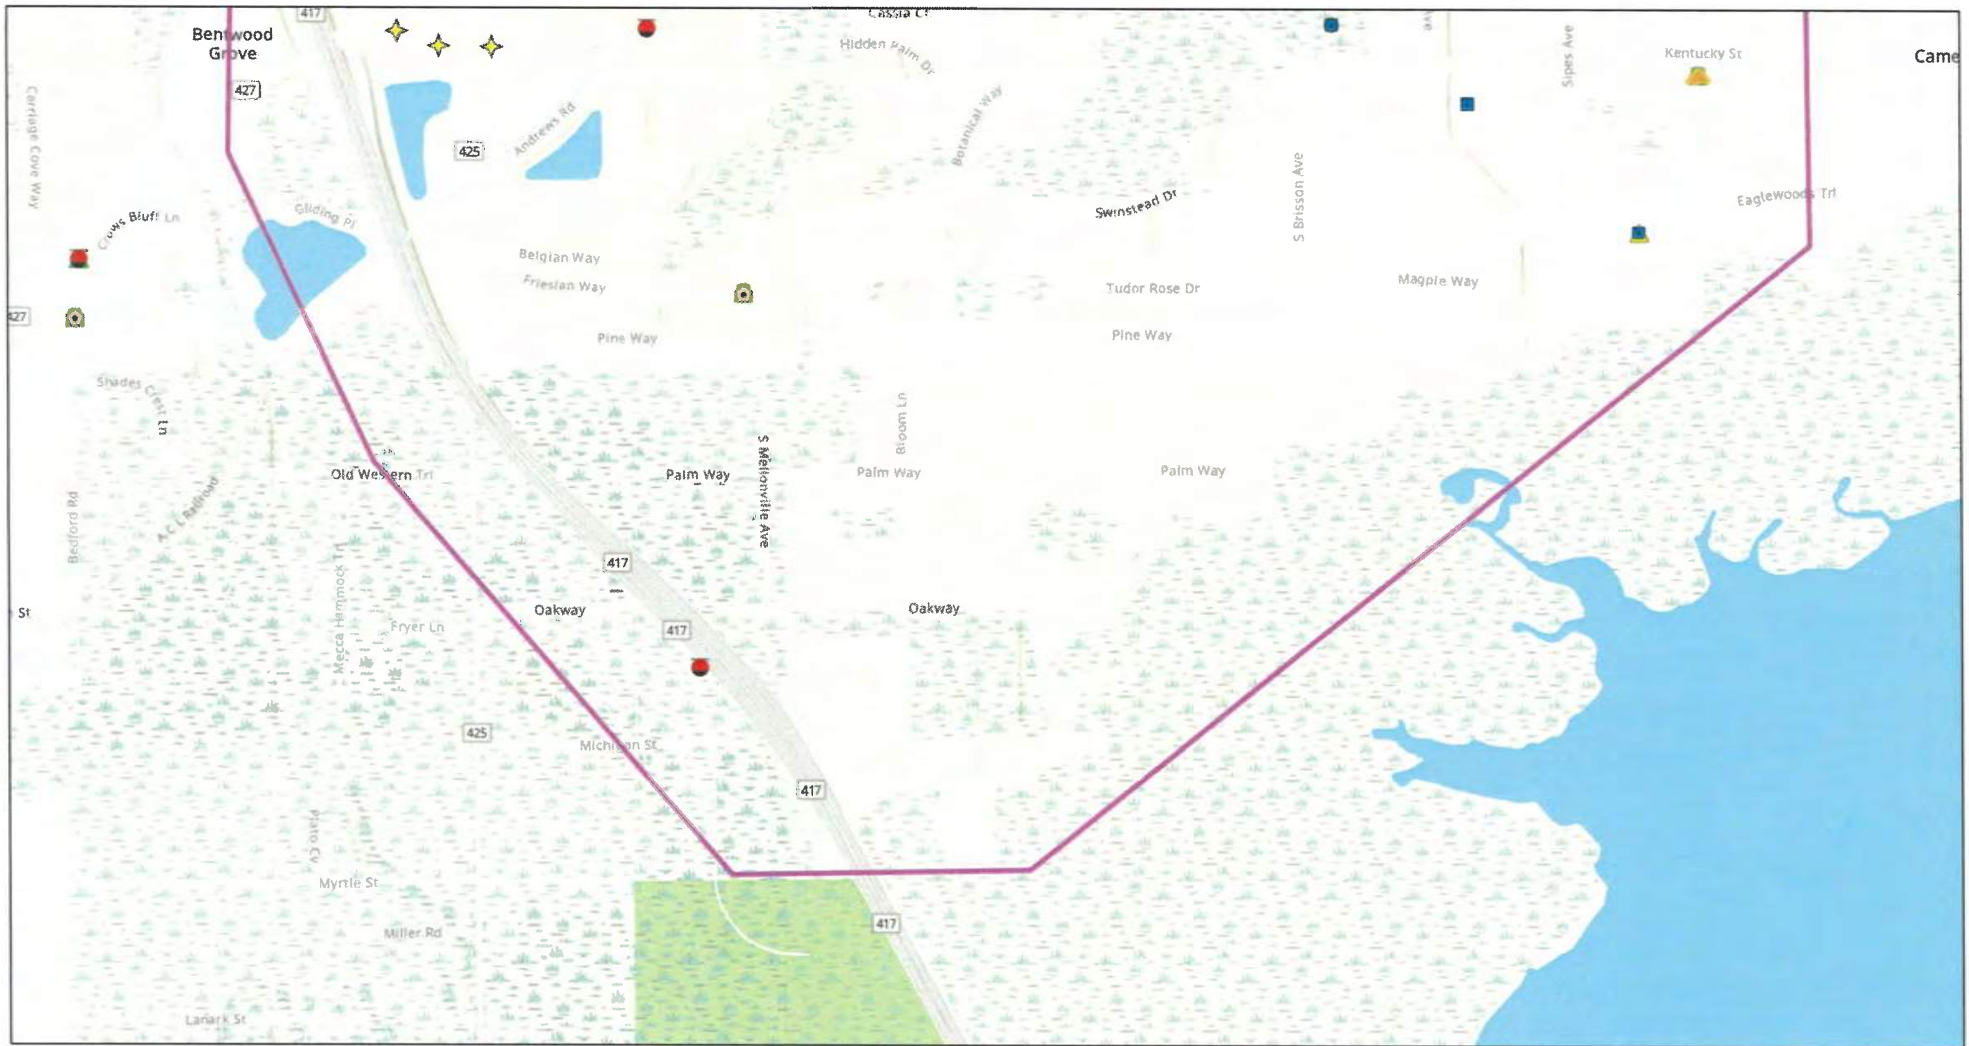 417
Cassia Ct
Bentwood
Grove
Hidden Palm Dr
Ave
Sipes Ave
Kentucky St
Came
427
Carriage Cove Way
425
Andrews Rd
Botanical Way
S Brisson Ave
Crows Bluff Ln
Gliding Pl
Swinstead Dr
Eaglewoods Trl
Belgian Way
Friesian Way
Tudor Rose Dr
Magpie Way
427
Pine Way
Pine Way
Shades Crest Ln
Bloom Ln
S Mellonville Ave
Old Western Trl
Palm Way
Palm Way
Palm Way
A C L Railroad
Bedford Rd
417
Mecca Hammock Trl
St
Oakway
Oakway
Fryer Ln
417
425
Michigan St
417
Plato Cv
Myrtle St
417
Miller Rd
Lanark St